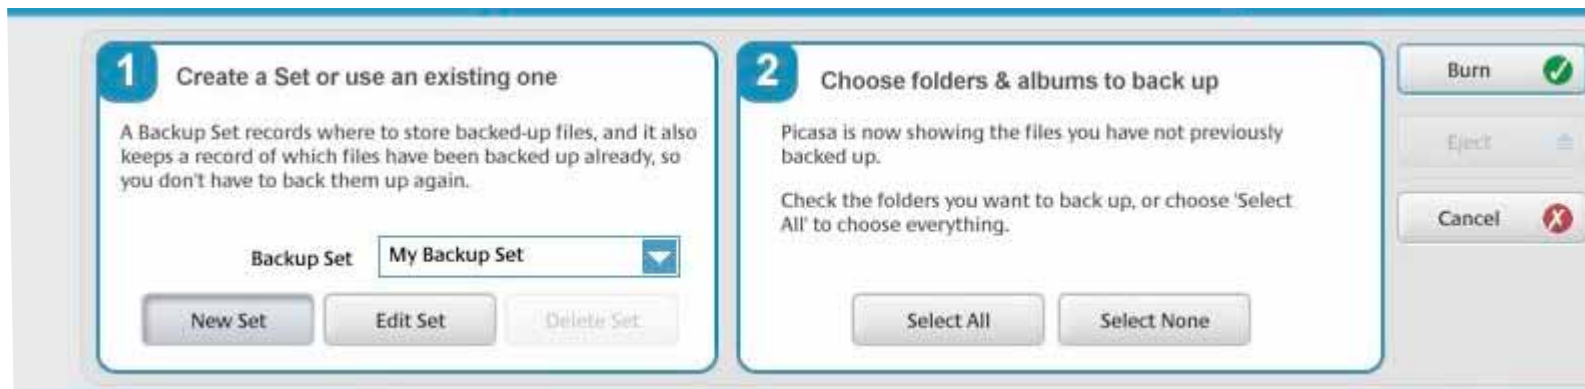 1
Create a Set or use an existing one
A Backup Set records where to store backed-up files, and it also
keeps a record of which files have been backed up already, so
you don't have to back them up again.
Backup Set
My Backup Set
New Set
Edit Set
Delete Set
2
Choose folders & albums to back up
Picasa is now showing the files you have not previously
backed up.
Check the folders you want to back up, or choose 'Select
All' to choose everything.
Select All
Select None
Burn
Eject
Cancel